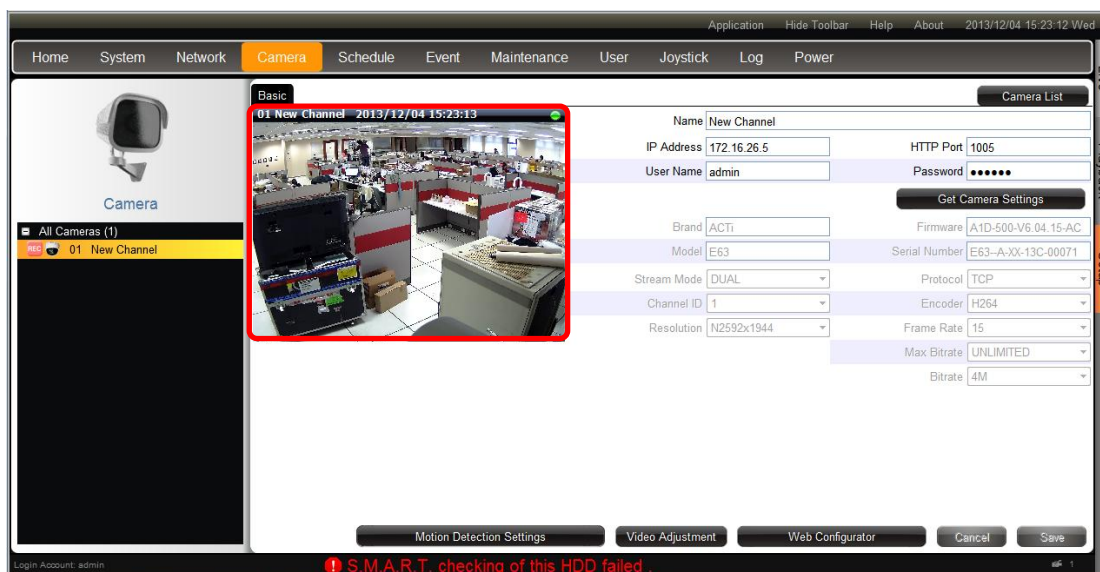 Application Hide Toolbar Help About 2013/12/04 15:23:12 Wed
Home System Network Camera Schedule Event Maintenance User Joystick Log Power
Basic
Camera List
01 New Channel 2013/12/04 15:23:13
Name New Channel
IP Address 172.16.26.5 HTTP Port 1005
User Name admin Password ●●●●●●
Get Camera Settings
Camera
All Cameras (1)
REC 01 New Channel
Brand ACTi Firmware A1D-500-V6.04.15-AC
Model E63 Serial Number E63--A-XX-13C-00071
Stream Mode DUAL Protocol TCP
Channel ID 1 Encoder H264
Resolution N2592x1944 Frame Rate 15
Max Bitrate UNLIMITED
Bitrate 4M
Motion Detection Settings Video Adjustment Web Configurator Cancel Save
Login Account: admin
S.M.A.R.T. checking of this HDD failed .
1